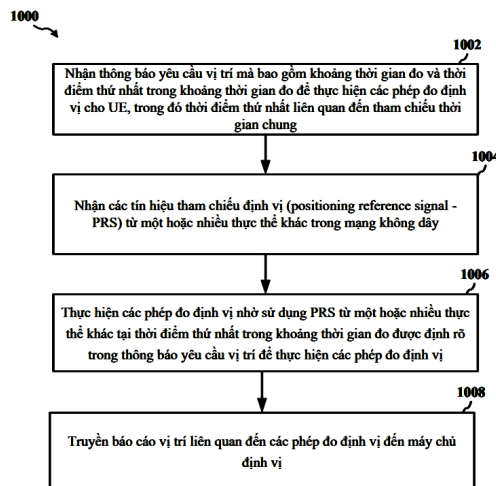 1000
1002
Nhận thông báo yêu cầu vị trí mà bao gồm khoảng thời gian đo và thời
điểm thứ nhất trong khoảng thời gian đo để thực hiện các phép đo định
vị cho UE, trong đó thời điểm thứ nhất liên quan đến tham chiếu thời
gian chung
1004
Nhận các tín hiệu tham chiếu định vị (positioning reference signal -
PRS) từ một hoặc nhiều thực thể khác trong mạng không dây
1006
Thực hiện các phép đo định vị nhờ sử dụng PRS từ một hoặc nhiều thực
thể khác tại thời điểm thứ nhất trong khoảng thời gian đo được định rõ
trong thông báo yêu cầu vị trí để thực hiện các phép đo định vị
1008
Truyền báo cáo vị trí liên quan đến các phép đo định vị đến máy chủ
định vị